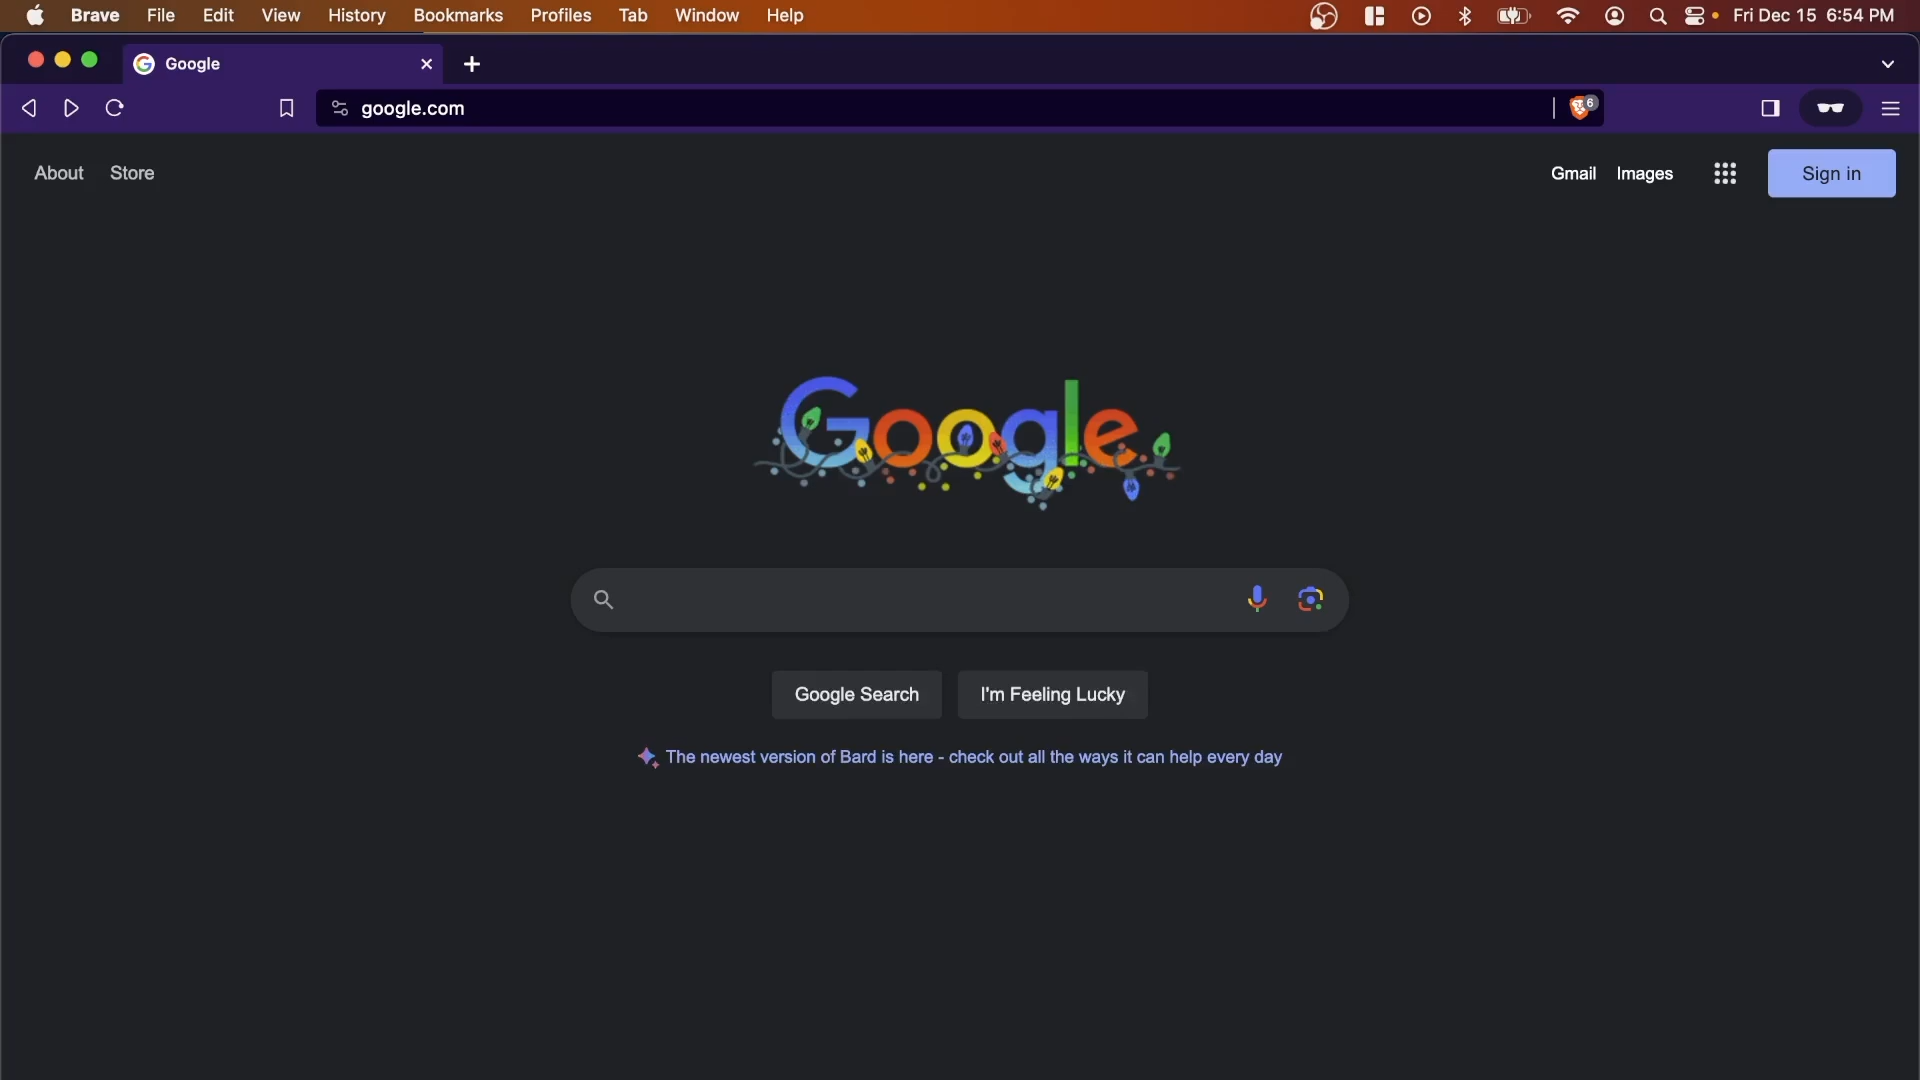 Brave File Edit View History Bookmarks Profiles Tab Window Help Fri Dec 15 6:54 PM
Google
google.com 6
About Store Gmail Images Sign in
Google
Google Search I'm Feeling Lucky
The newest version of Bard is here - check out all the ways it can help every day